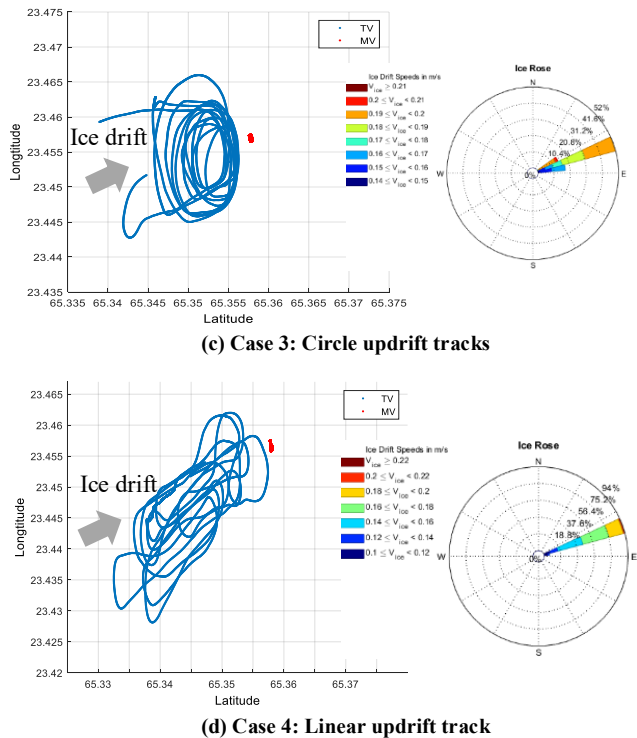 23.475
23.47
23.465
23.46
23.455
23.45
23.445
23.44
23.435
Longtitude
65.335 65.34 65.345 65.35 65.355 65.36 65.365 65.37 65.375
Latitude
TV
MV
Ice drift
Ice Drift Speeds in m/s
V_ICE ≥ 0.21
0.2 ≤ V_ICE < 0.21
0.19 ≤ V_ICE < 0.2
0.18 ≤ V_ICE < 0.19
0.17 ≤ V_ICE < 0.18
0.16 ≤ V_ICE < 0.17
0.15 ≤ V_ICE < 0.16
0.14 ≤ V_ICE < 0.15
Ice Rose
N
52%
41.6%
31.2%
20.8%
10.4%
0%
W
E
S
(c) Case 3: Circle updrift tracks
23.465
23.46
23.455
23.45
23.445
23.44
23.435
23.43
23.425
23.42
Longtitude
65.33 65.34 65.35 65.36 65.37
Latitude
TV
MV
Ice drift
Ice Drift Speeds in m/s
V_ICE ≥ 0.22
0.2 ≤ V_ICE < 0.22
0.18 ≤ V_ICE < 0.2
0.16 ≤ V_ICE < 0.18
0.14 ≤ V_ICE < 0.16
0.12 ≤ V_ICE < 0.14
0.1 ≤ V_ICE < 0.12
Ice Rose
N
94%
75.2%
56.4%
37.6%
18.8%
0%
W
E
S
(d) Case 4: Linear updrift track